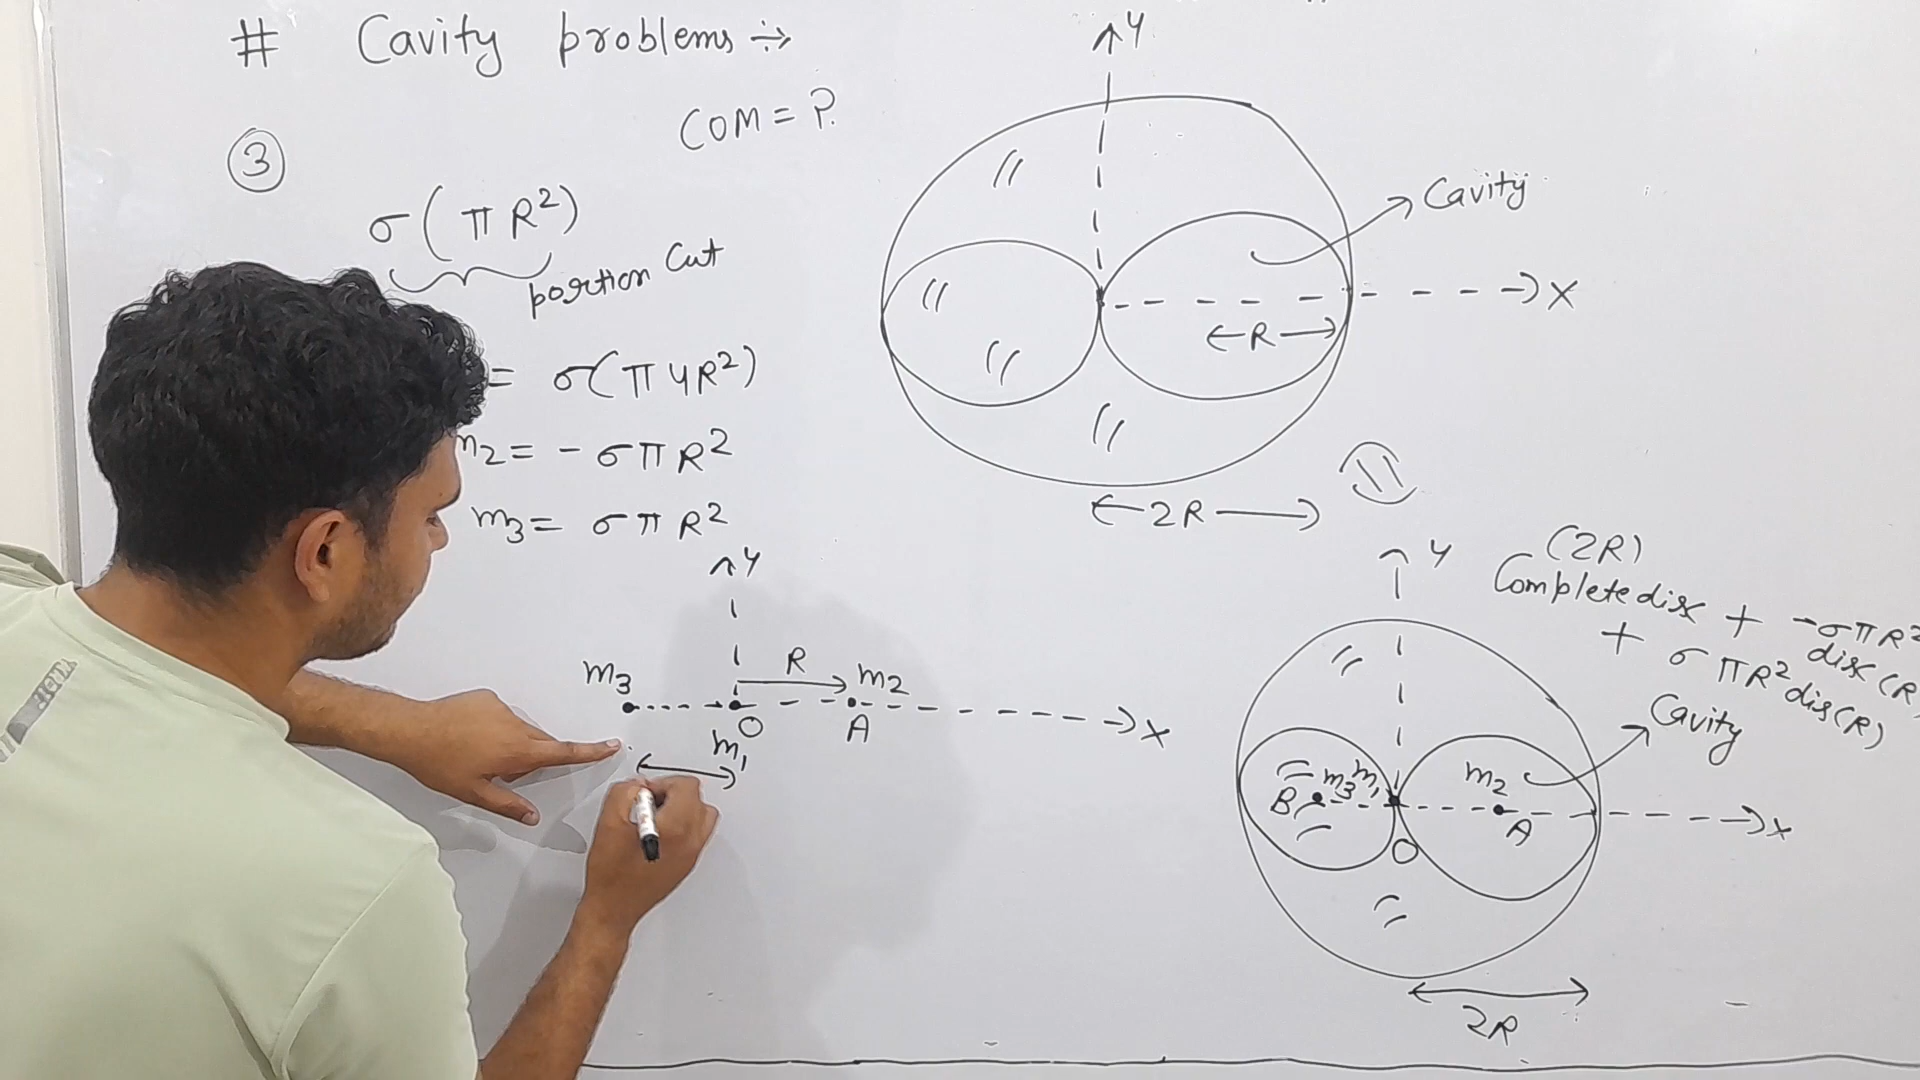 # Cavity problems ÷
COM = ?
③
σ(πR²)
portion cut
= σ(π4R²)
m2 = - σπR²
m3 = σπR²
y
R
m3
m2
O
A
x
m1
y
Cavity
x
R
2R
(2R)
Complete disc + -σπR²
disc(R)
+ σπR² disc(R)
y
Cavity
m3
m1
m2
B
A
O
x
2R